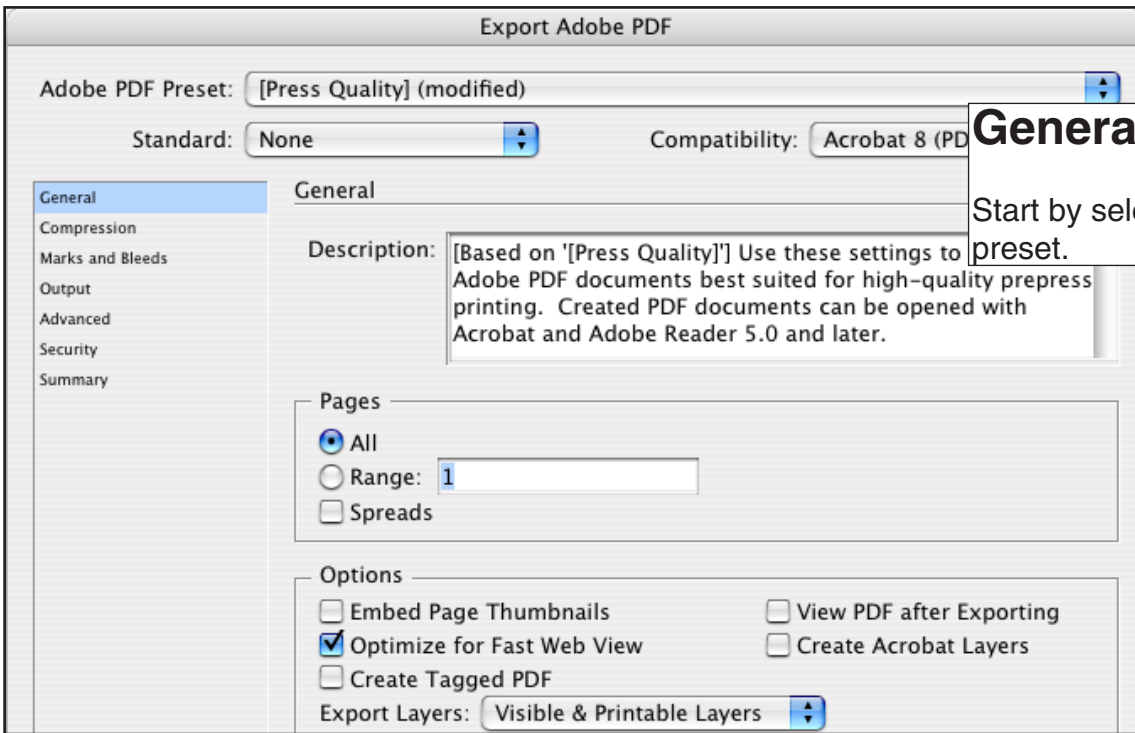 Export Adobe PDF
Adobe PDF Preset: [Press Quality] (modified)
Standard: None
Compatibility: Acrobat 8 (PD
General
Compression
Marks and Bleeds
Output
Advanced
Security
Summary
General
Description: [Based on '[Press Quality]'] Use these settings to
Adobe PDF documents best suited for high-quality prepress
printing. Created PDF documents can be opened with
Acrobat and Adobe Reader 5.0 and later.
Genera
Start by sel
preset.
Pages
All
Range: 1
Spreads
Options
Embed Page Thumbnails
View PDF after Exporting
Optimize for Fast Web View
Create Acrobat Layers
Create Tagged PDF
Export Layers: Visible & Printable Layers